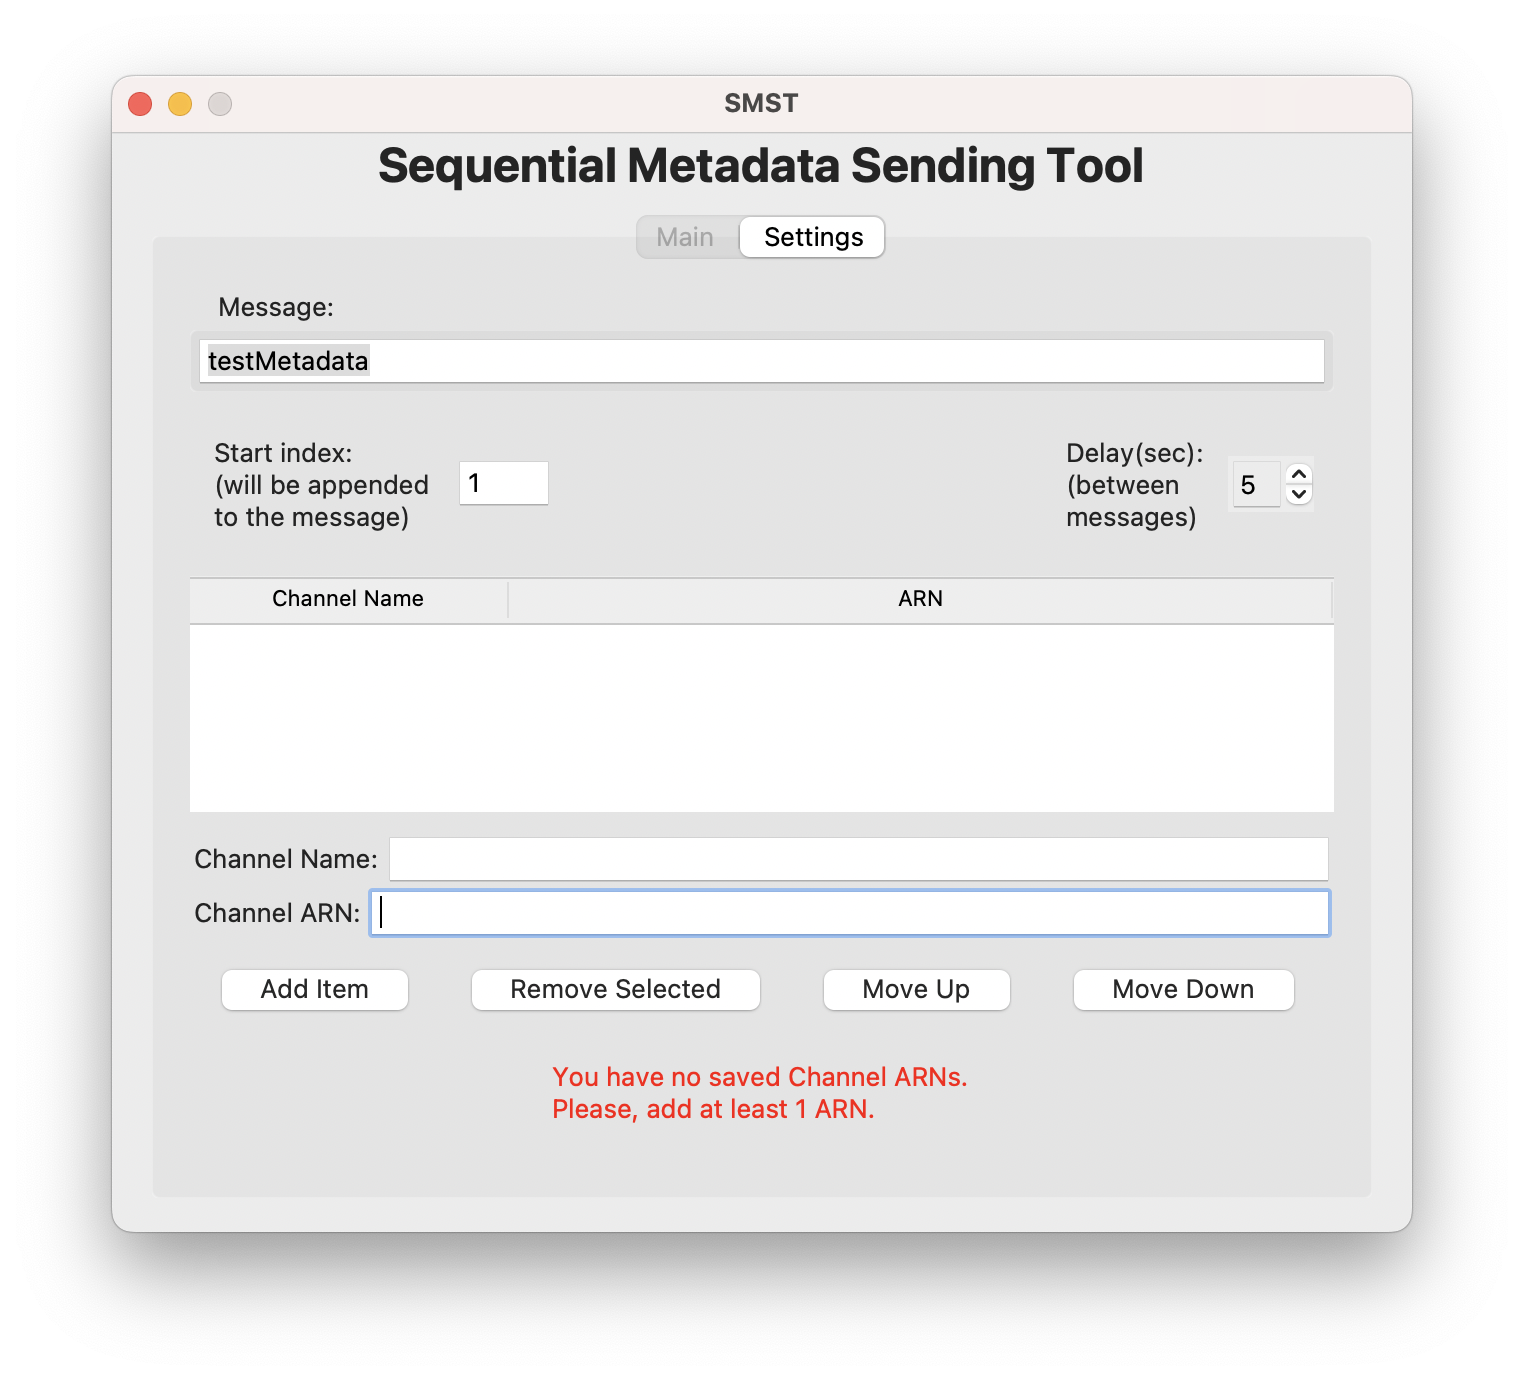 SMST
Sequential Metadata Sending Tool
Main
Settings
Message:
testMetadata
Start index:
(will be appended
to the message)
1
Delay(sec):
(between
messages)
5
Channel Name
ARN
Channel Name:
Channel ARN:
Add Item
Remove Selected
Move Up
Move Down
You have no saved Channel ARNs.
Please, add at least 1 ARN.